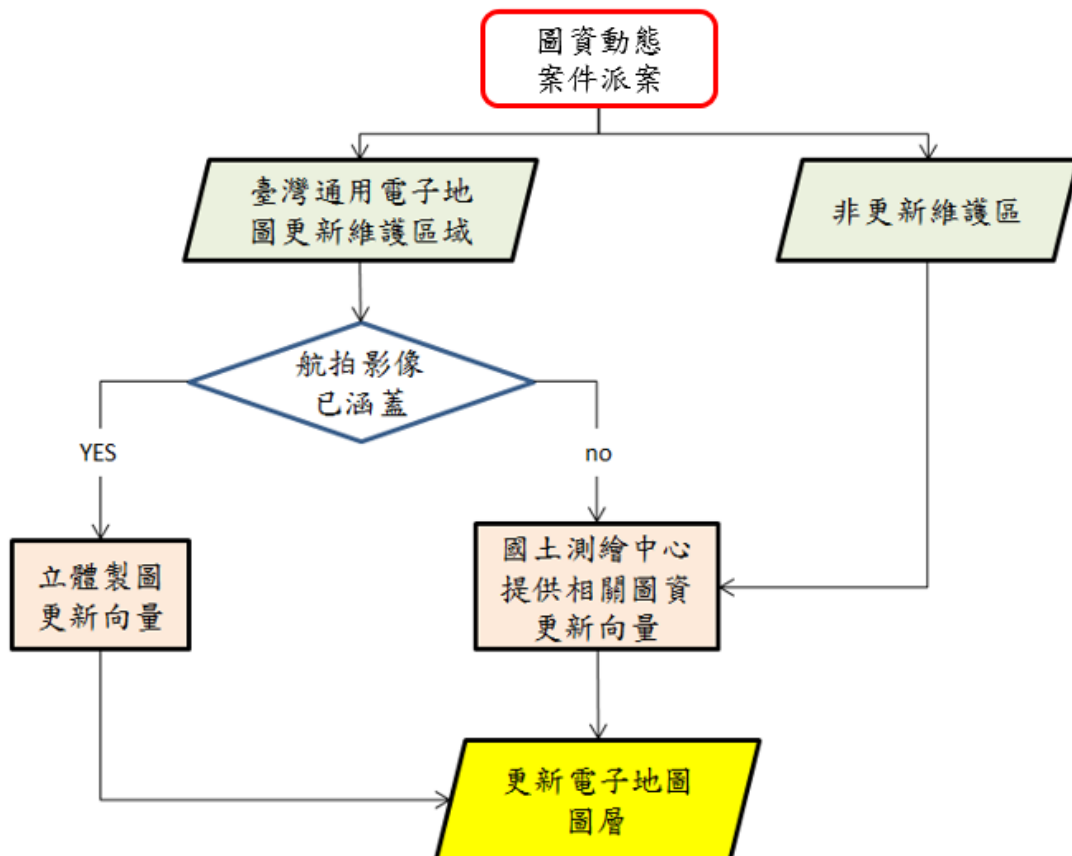 圖資動態
案件派案
臺灣通用電子地
圖更新維護區域
非更新維護區
航拍影像
已涵蓋
YES
no
立體製圖
更新向量
國土測繪中心
提供相關圖資
更新向量
更新電子地圖
圖層